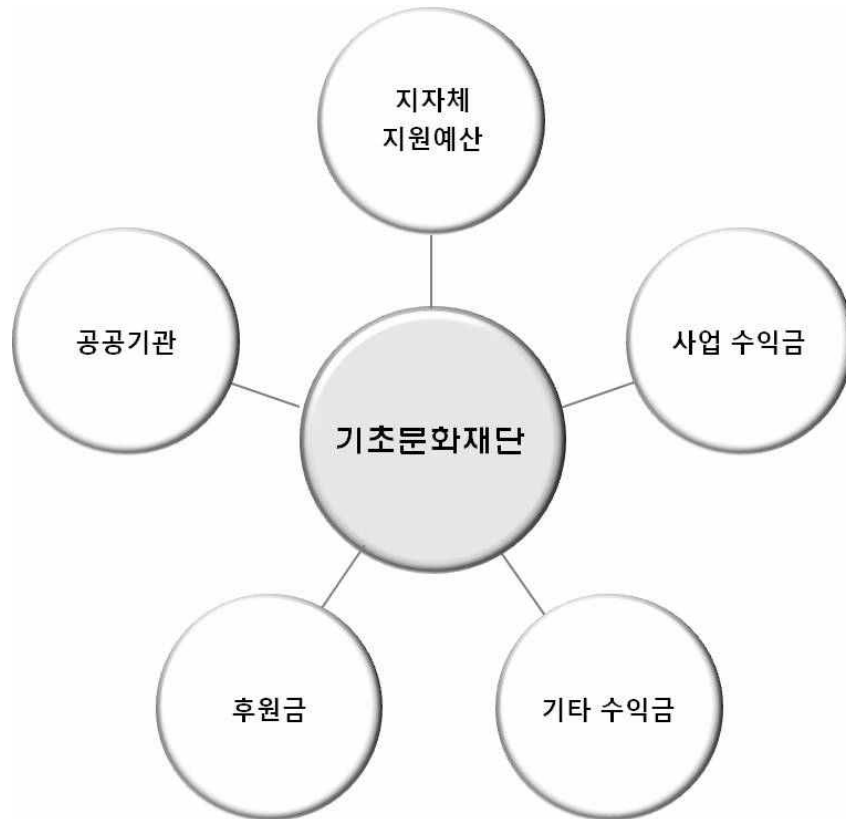 지자체
지원예산
공공기관
사업 수익금
기초문화재단
후원금
기타 수익금